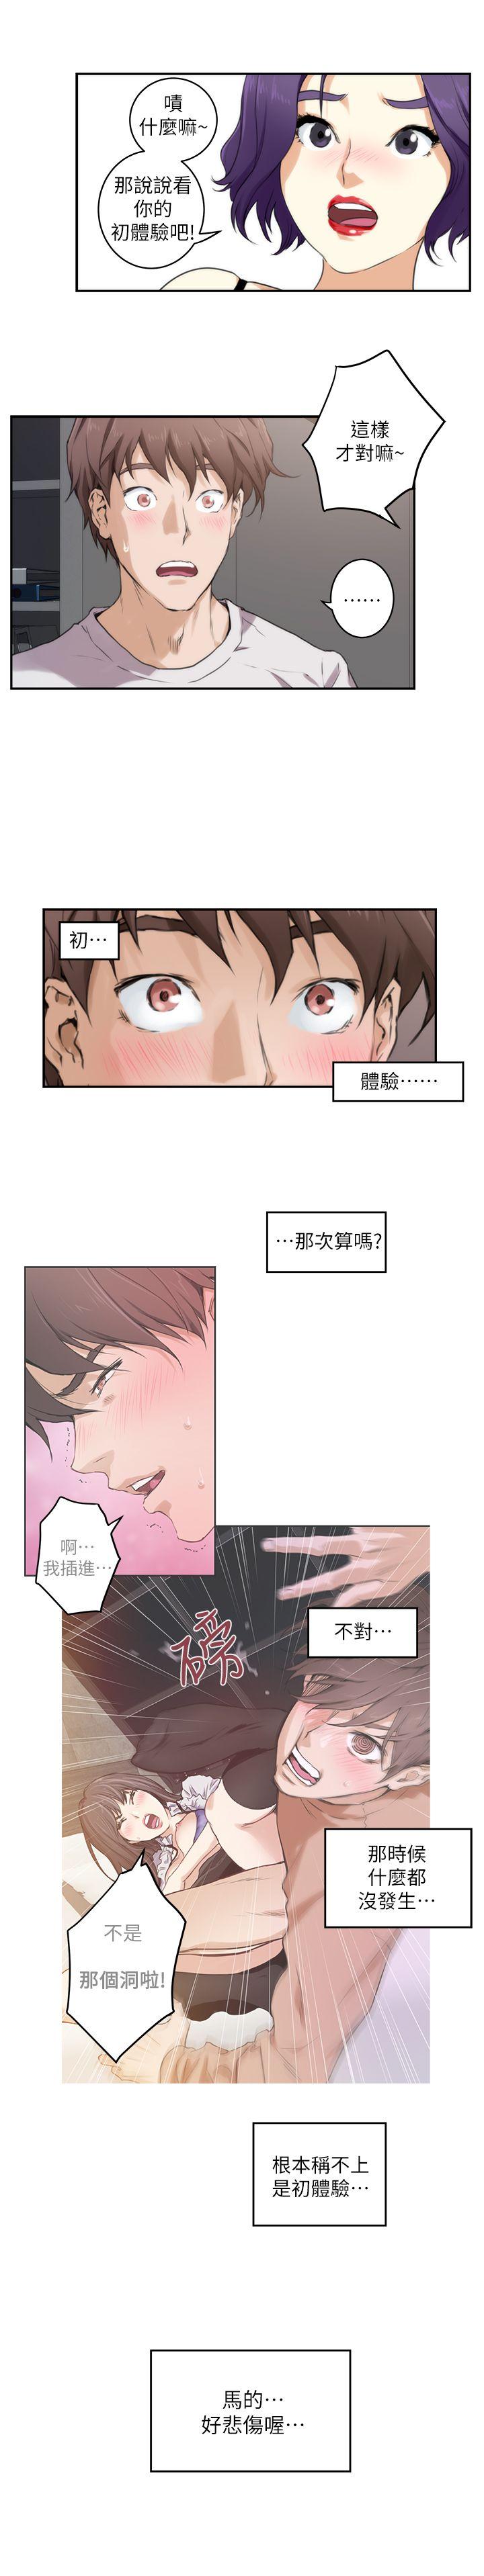 嘖
什麼嘛~
那說說看
你的
初體驗吧!
這樣
才對嘛~
……
初…
體驗……
…那次算嗎?
啊…
我插進…
磅
不對…
那時候
什麼都
沒發生…
不是
那個洞啦!
根本稱不上
是初體驗…
馬的…
好悲傷喔…